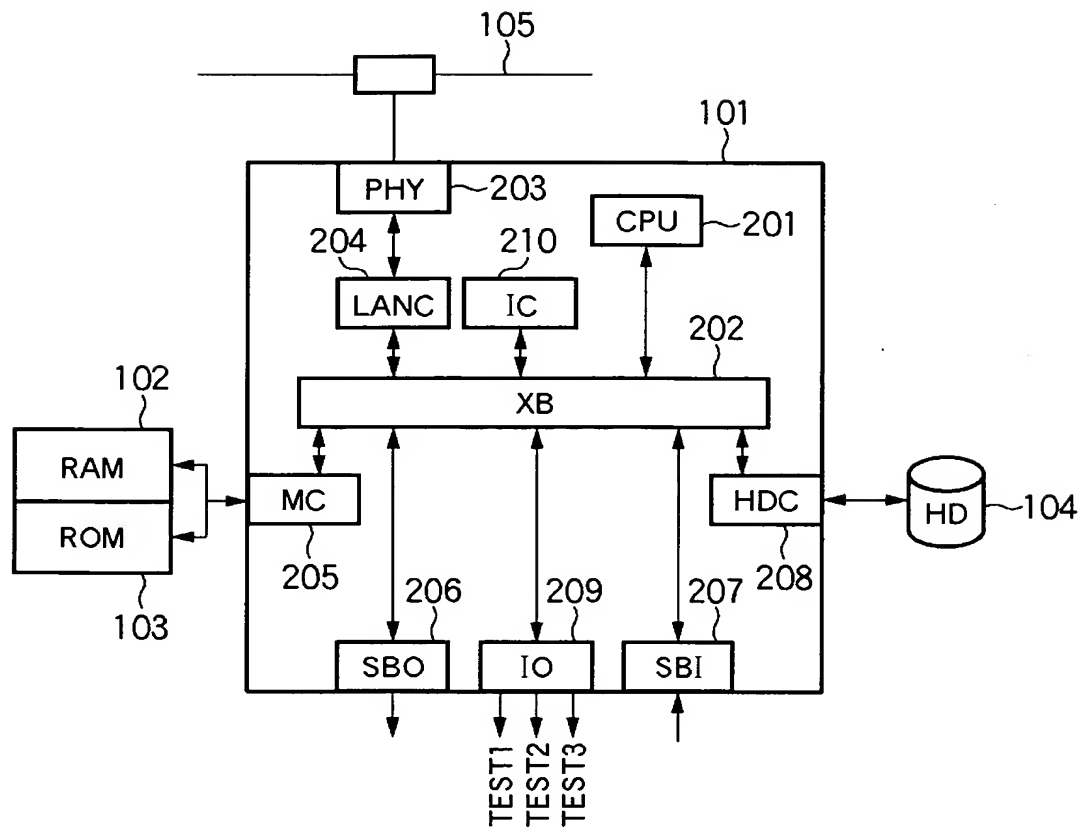 105
101
PHY
203
CPU
201
204
210
LANC
IC
202
102
XB
RAM
MC
HDC
HD
104
ROM
205
208
103
206
209
207
SBO
IO
SBI
TEST1
TEST2
TEST3